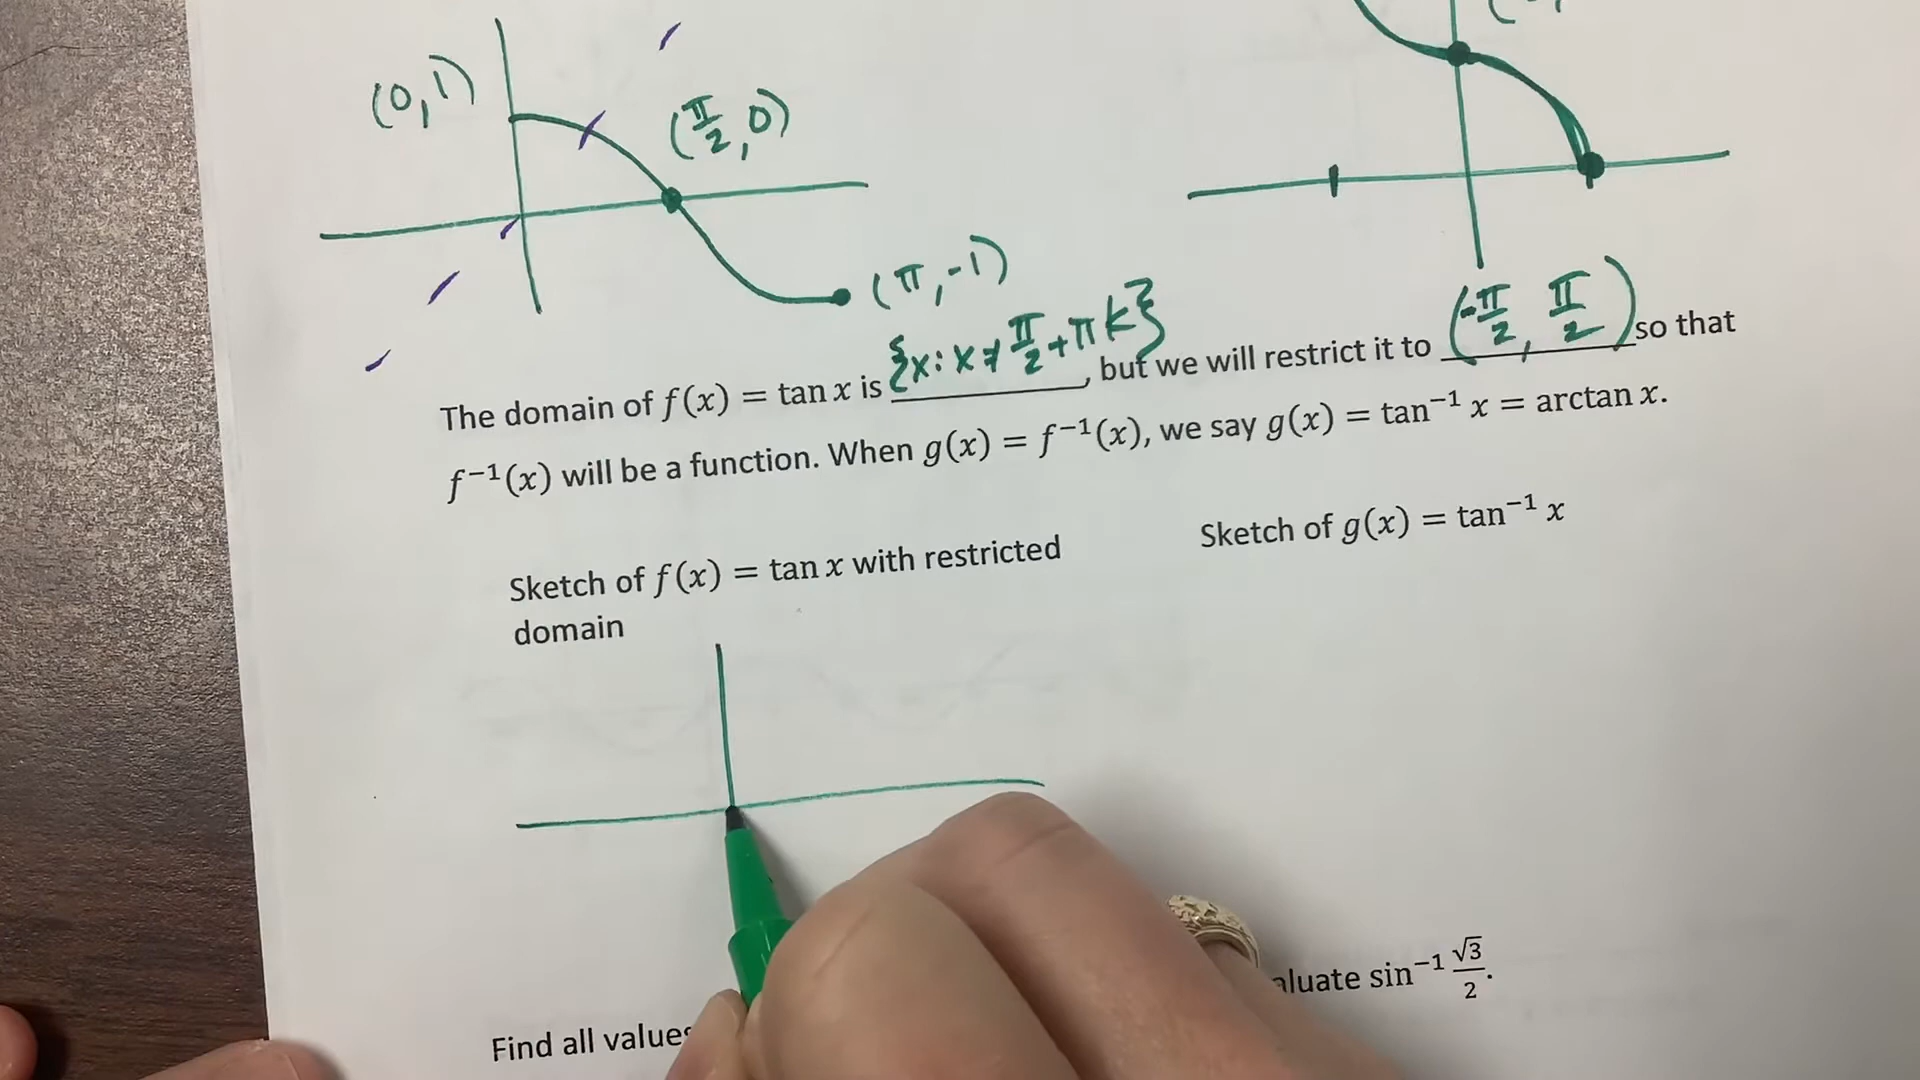 (0,1)
(π/2, 0)
(π,-1)
The domain of f(x) = tan x is {x: x≠ π/2 + πk}, but we will restrict it to (-π/2, π/2) so that
f⁻¹(x) will be a function. When g(x) = f⁻¹(x), we say g(x) = tan⁻¹ x = arctan x.
Sketch of f(x) = tan x with restricted
domain
Sketch of g(x) = tan⁻¹ x
Find all values
sin⁻¹ √3/2.